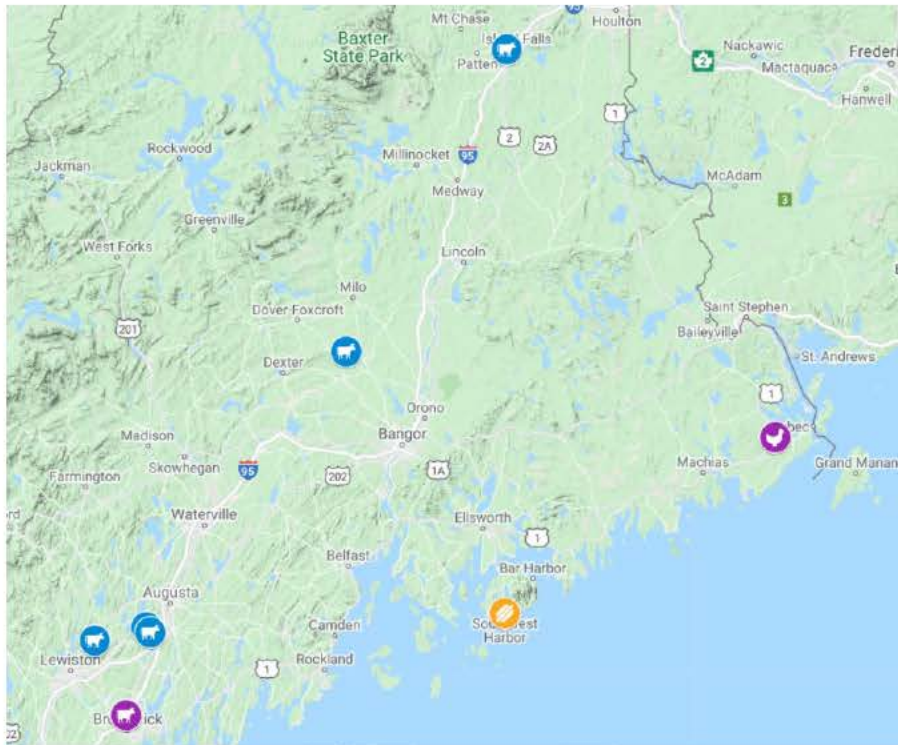 95
Mt Chase
Houlton
Baxter
State Park
Patten
Falls
Nackawic
2
Mactaquac
Hanwell
Rockwood
Jackman
Millinocket
95
2
2A
1
Medway
McAdam
3
Greenville
West Forks
Lincoln
Milo
Dover Foxcroft
201
Saint Stephen
Baileyville
St. Andrews
Dexter
1
Orono
Bangor
Madison
Skowhegan
95
202
1A
Machias
Grand Manan
Farmington
Waterville
Ellsworth
1
Belfast
Bar Harbor
Augusta
Camden
Harbor
Lewiston
1
Rockland